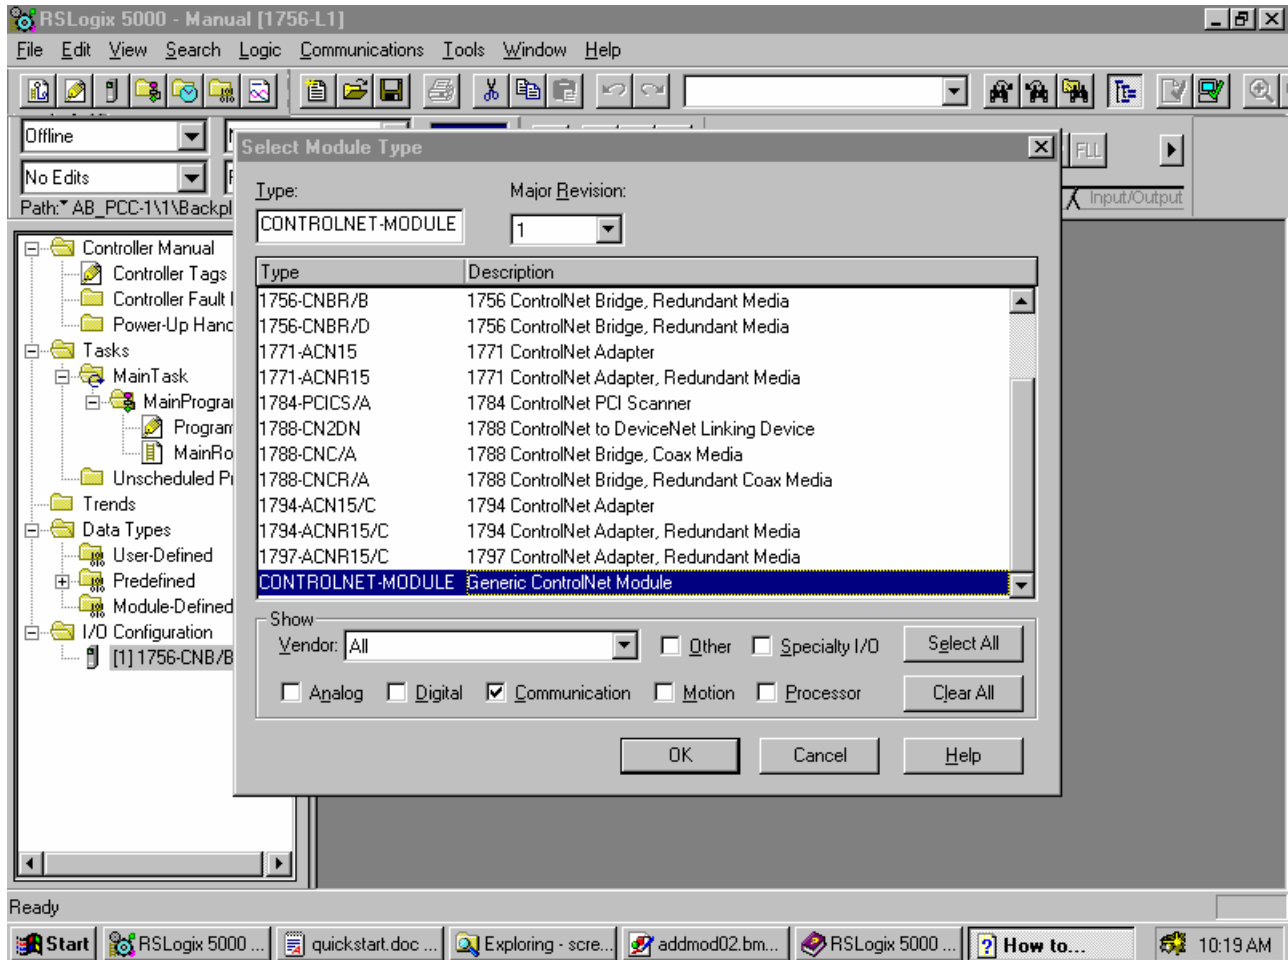 RSLogix 5000 - Manual [1756-L1]
File Edit View Search Logic Communications Tools Window Help
Offline
No Edits
Path: AB_PCC-1\1\Backpl
FLL
Input/Output
Select Module Type
Type:
Major Revision:
CONTROLNET-MODULE
1
Type Description
1756-CNBR/B 1756 ControlNet Bridge, Redundant Media
1756-CNBR/D 1756 ControlNet Bridge, Redundant Media
1771-ACN15 1771 ControlNet Adapter
1771-ACNR15 1771 ControlNet Adapter, Redundant Media
1784-PCICS/A 1784 ControlNet PCI Scanner
1788-CN2DN 1788 ControlNet to DeviceNet Linking Device
1788-CNC/A 1788 ControlNet Bridge, Coax Media
1788-CNCR/A 1788 ControlNet Bridge, Redundant Coax Media
1794-ACN15/C 1794 ControlNet Adapter
1794-ACNR15/C 1794 ControlNet Adapter, Redundant Media
1797-ACNR15/C 1797 ControlNet Adapter, Redundant Media
CONTROLNET-MODULE Generic ControlNet Module
Show
Vendor: All
Other Specialty I/O Select All
Analog Digital Communication Motion Processor Clear All
OK Cancel Help
Controller Manual
Controller Tags
Controller Fault
Power-Up Hand
Tasks
MainTask
MainPrograr
Program
MainRo
Unscheduled Pr
Trends
Data Types
User-Defined
Predefined
Module-Defined
I/O Configuration
[1] 1756-CNB/B
Ready
Start RSLogix 5000 ... quickstart.doc ... Exploring - scre... addmod02.bm... RSLogix 5000 ... How to... 10:19 AM